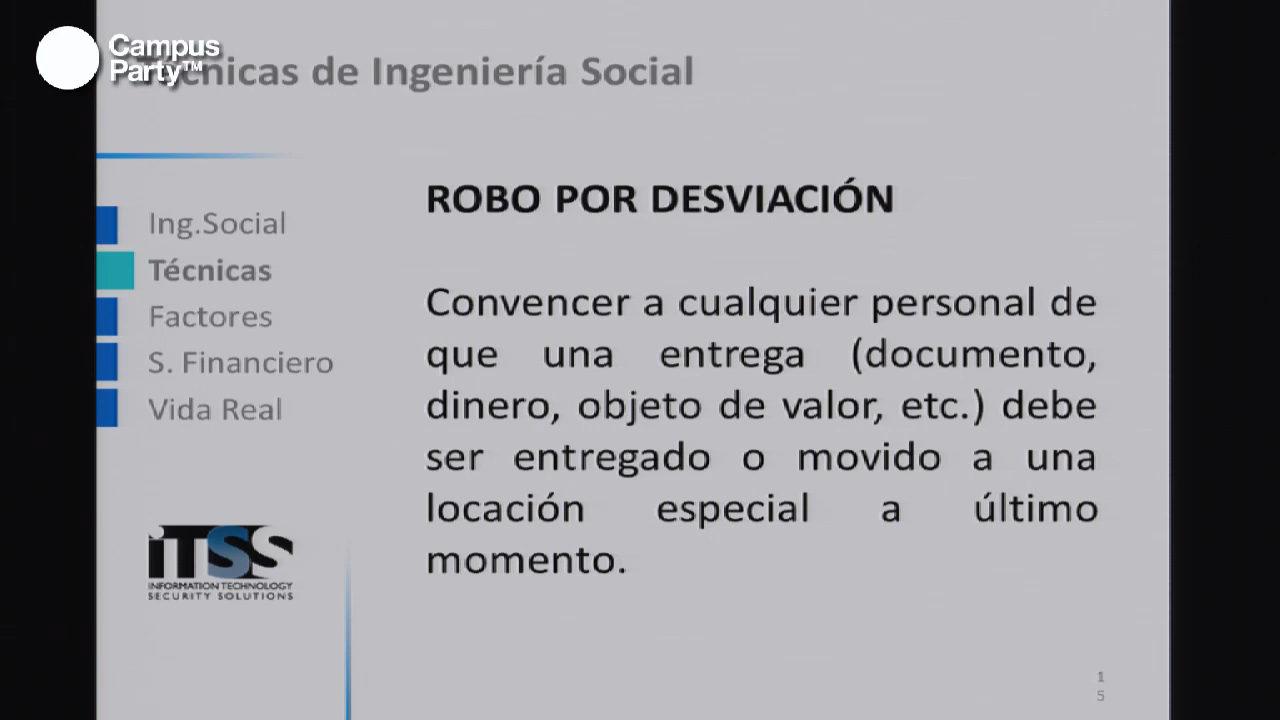 Campus
Party™
Técnicas de Ingeniería Social
Ing.Social
Técnicas
Factores
S. Financiero
Vida Real
ROBO POR DESVIACIÓN
Convencer a cualquier personal de
que una entrega (documento,
dinero, objeto de valor, etc.) debe
ser entregado o movido a una
locación especial a último
momento.
iTSS
INFORMATION TECHNOLOGY
SECURITY SOLUTIONS
1
5